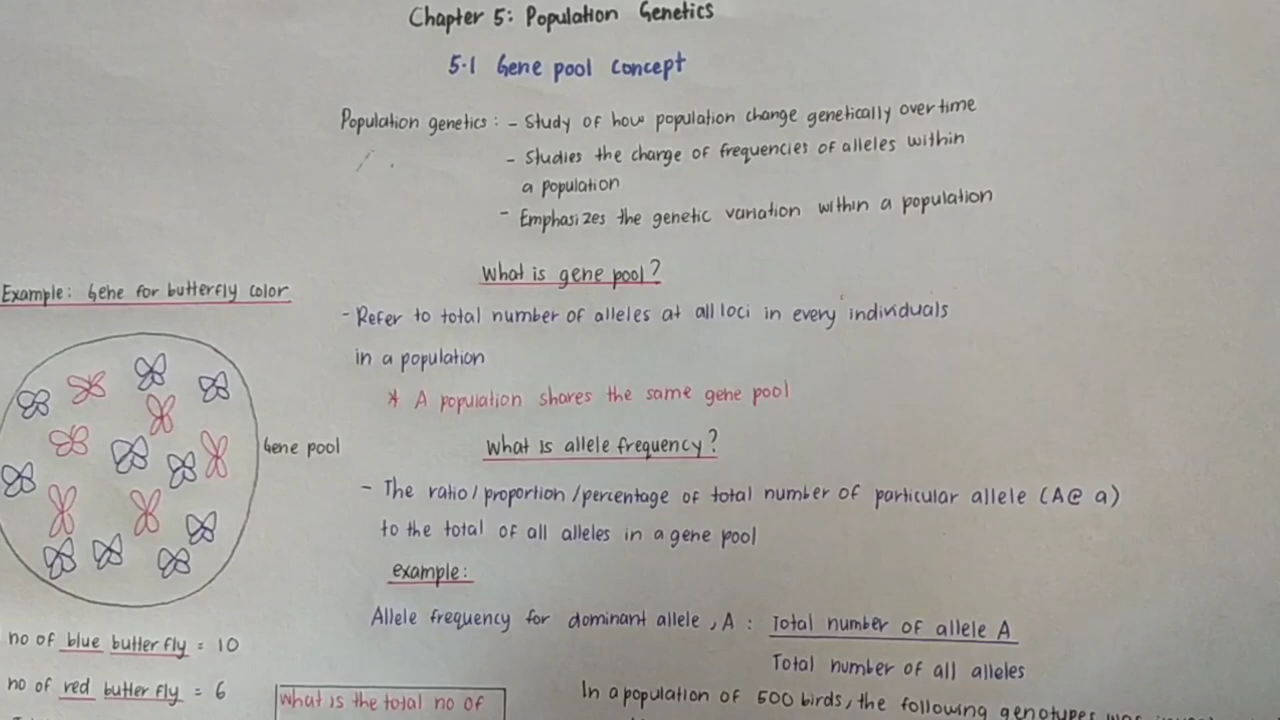 Chapter 5: Population Genetics
5.1 Gene pool concept
Population genetics: - Study of how population change genetically over time
- Studies the charge of frequencies of alleles within
a population
- Emphasizes the genetic variation within a population
What is gene pool?
- Refer to total number of alleles at all loci in every individuals
in a population
* A population shares the same gene pool
What is allele frequency?
- The ratio/proportion/percentage of total number of particular allele (A@ a)
to the total of all alleles in a gene pool
example:
Allele frequency for dominant allele, A : Total number of allele A
Total number of all alleles
In a population of 500 birds, the following genotypes was
Example: Gene for butterfly color
Gene pool
no of blue butterfly = 10
no of red butterfly = 6
what is the total no of